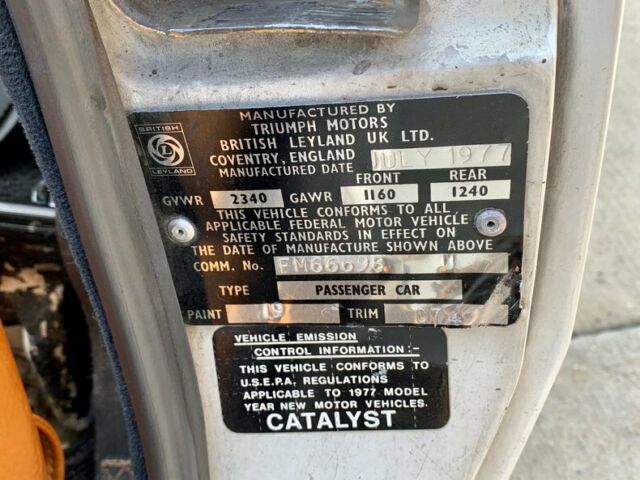 BRITISH
L
LEYLAND
MANUFACTURED BY
TRIUMPH MOTORS
BRITISH LEYLAND UK LTD.
COVENTRY, ENGLAND
MANUFACTURED DATE JULY 1977
FRONT REAR
GVWR 2340 GAWR 1160 1240
THIS VEHICLE CONFORMS TO ALL
APPLICABLE FEDERAL MOTOR VEHICLE
SAFETY STANDARDS IN EFFECT ON
THE DATE OF MANUFACTURE SHOWN ABOVE
COMM. No. FM66696 U
TYPE PASSENGER CAR
PAINT 19 TRIM
VEHICLE EMISSION
CONTROL INFORMATION:-
THIS VEHICLE CONFORMS TO
U.S.E.P.A. REGULATIONS
APPLICABLE TO 1977 MODEL
YEAR NEW MOTOR VEHICLES.
CATALYST